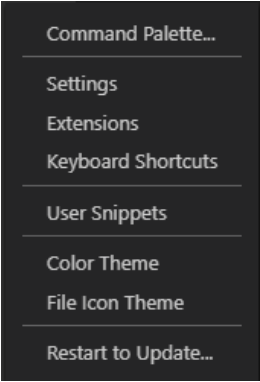 Command Palette...
Settings
Extensions
Keyboard Shortcuts
User Snippets
Color Theme
File Icon Theme
Restart to Update...